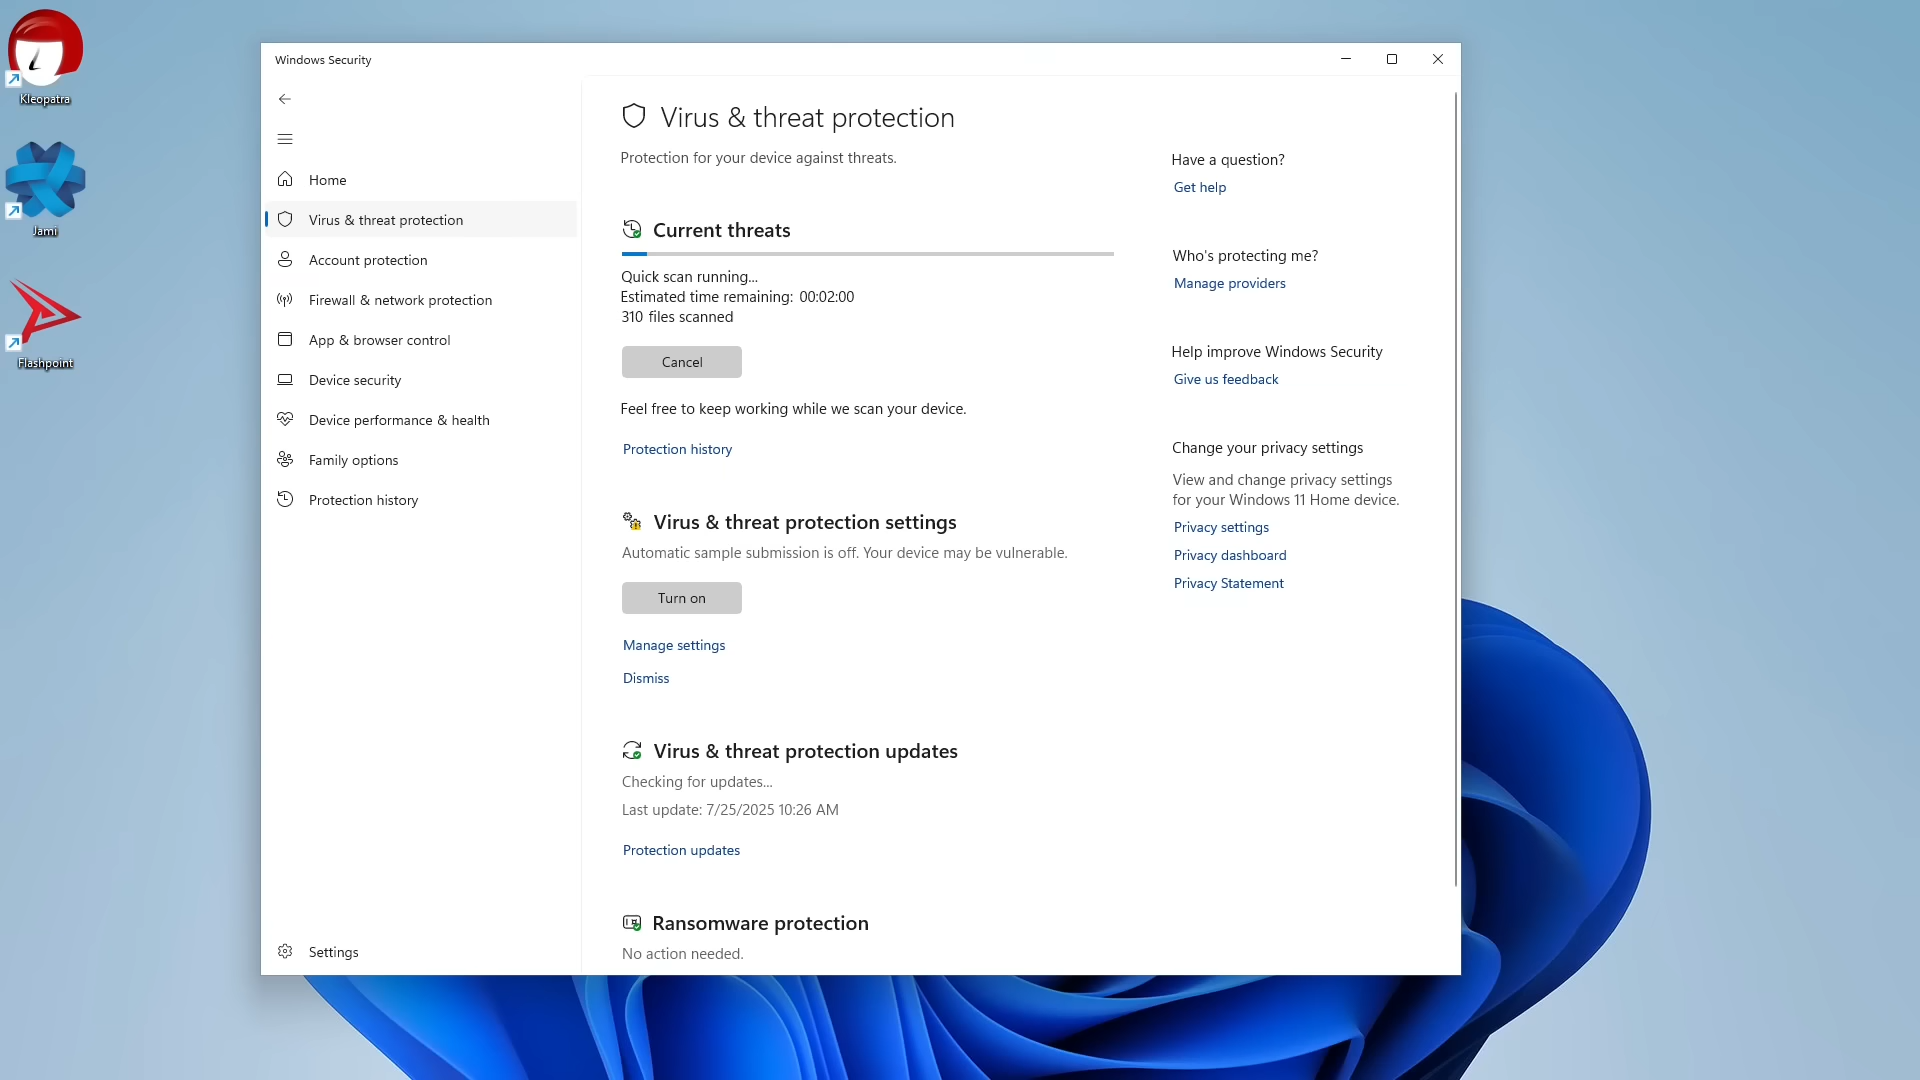 Kleopatra
Jami
Flashpoint
Windows Security
Home
Virus & threat protection
Account protection
Firewall & network protection
App & browser control
Device security
Device performance & health
Family options
Protection history
Settings
Virus & threat protection
Protection for your device against threats.
Current threats
Quick scan running...
Estimated time remaining: 00:02:00
310 files scanned
Cancel
Feel free to keep working while we scan your device.
Protection history
Virus & threat protection settings
Automatic sample submission is off. Your device may be vulnerable.
Turn on
Manage settings
Dismiss
Virus & threat protection updates
Checking for updates...
Last update: 7/25/2025 10:26 AM
Protection updates
Ransomware protection
No action needed.
Have a question?
Get help
Who's protecting me?
Manage providers
Help improve Windows Security
Give us feedback
Change your privacy settings
View and change privacy settings
for your Windows 11 Home device.
Privacy settings
Privacy dashboard
Privacy Statement